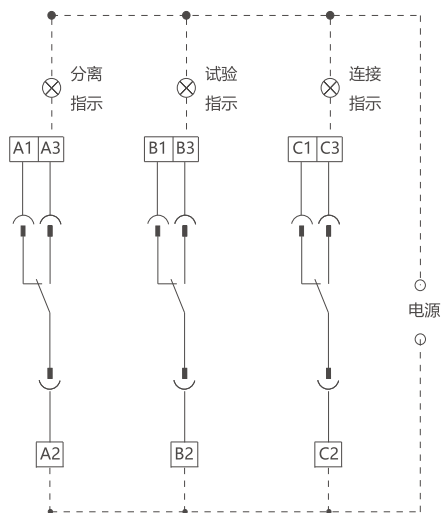 分离 试验 连接
指示 指示 指示
A1 A3 B1 B3 C1 C3
电源
A2 B2 C2